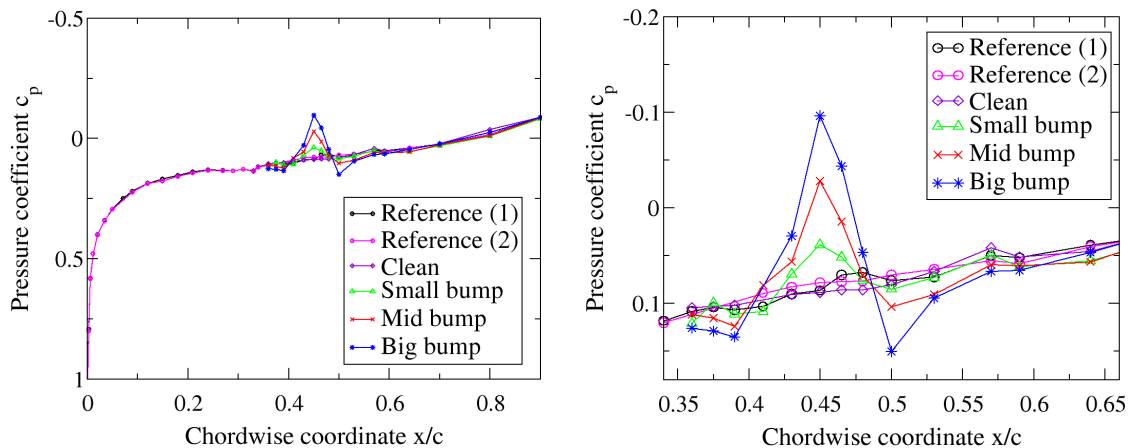 -0.5
0
0.5
1
Pressure coefficient c_p
0
0.2
0.4
0.6
0.8
Chordwise coordinate x/c
Reference (1)
Reference (2)
Clean
Small bump
Mid bump
Big bump
-0.2
-0.1
0
0.1
Pressure coefficient c_p
0.35
0.4
0.45
0.5
0.55
0.6
0.65
Chordwise coordinate x/c
Reference (1)
Reference (2)
Clean
Small bump
Mid bump
Big bump